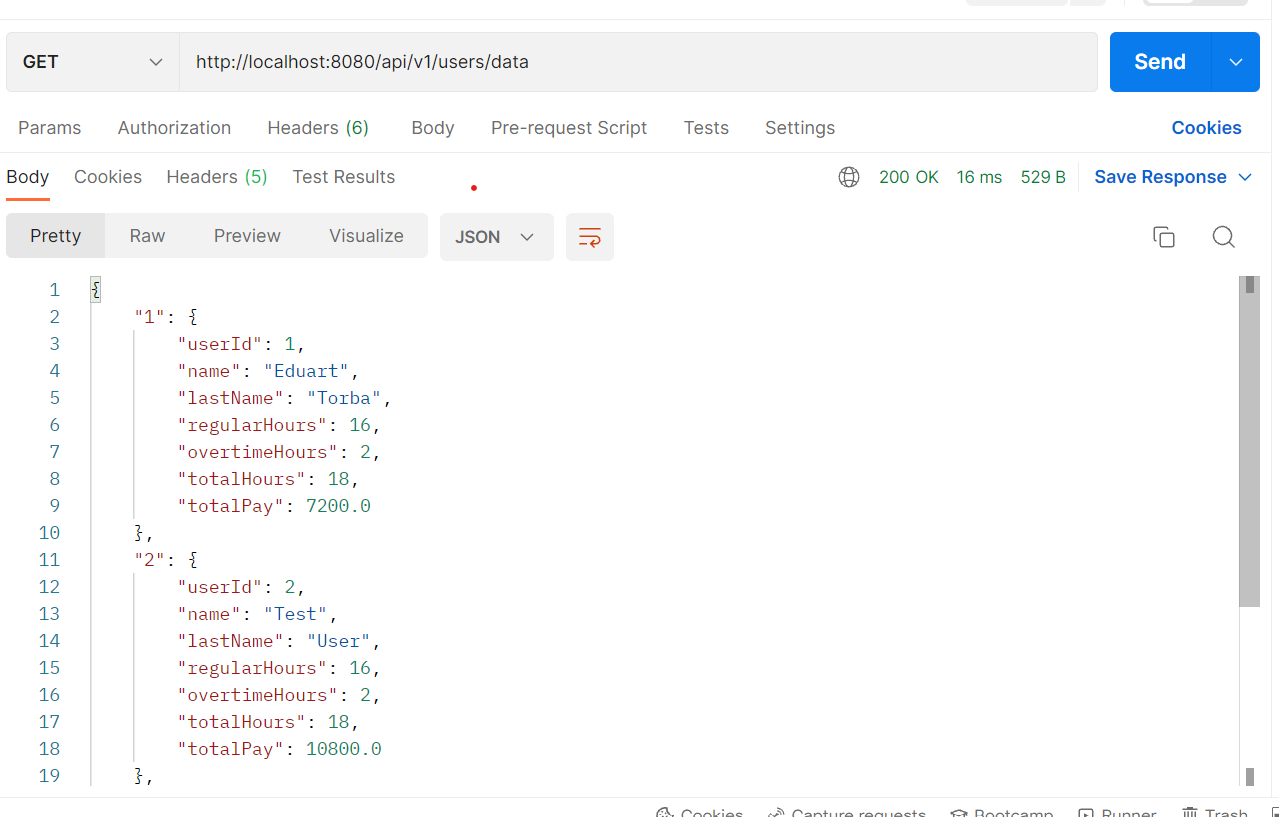 GET http://localhost:8080/api/v1/users/data Send
Params Authorization Headers (6) Body Pre-request Script Tests Settings Cookies
Body Cookies Headers (5) Test Results 200 OK 16 ms 529 B Save Response
Pretty Raw Preview Visualize JSON
1 {
2 "1": {
3 "userId": 1,
4 "name": "Eduart",
5 "lastName": "Torba",
6 "regularHours": 16,
7 "overtimeHours": 2,
8 "totalHours": 18,
9 "totalPay": 7200.0
10 },
11 "2": {
12 "userId": 2,
13 "name": "Test",
14 "lastName": "User",
15 "regularHours": 16,
16 "overtimeHours": 2,
17 "totalHours": 18,
18 "totalPay": 10800.0
19 },
Cookies Capture requests Bootcamp Runner Trash